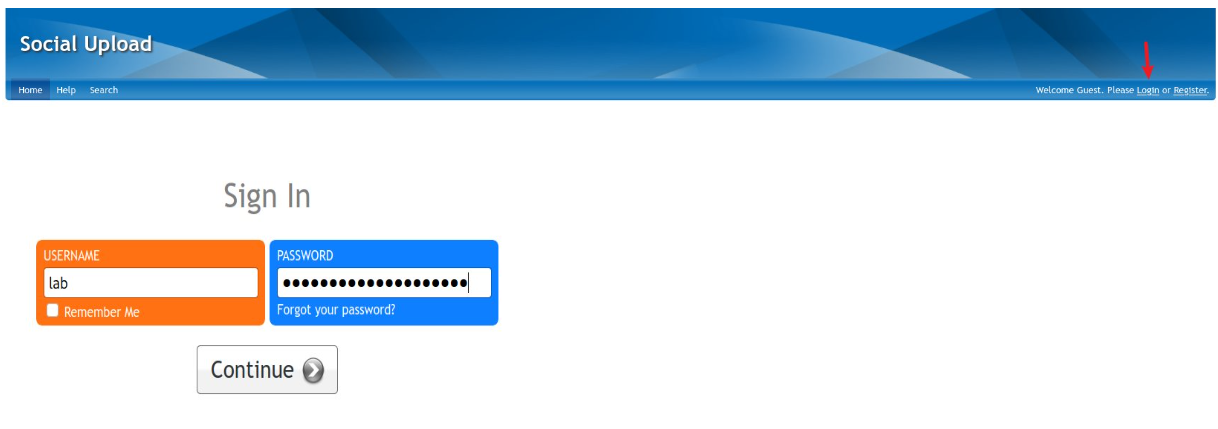 Social Upload
Home Help Search Welcome Guest. Please Login or Register.
Sign In
USERNAME PASSWORD
lab ●●●●●●●●●●●●●●●●●●●●
Remember Me Forgot your password?
Continue